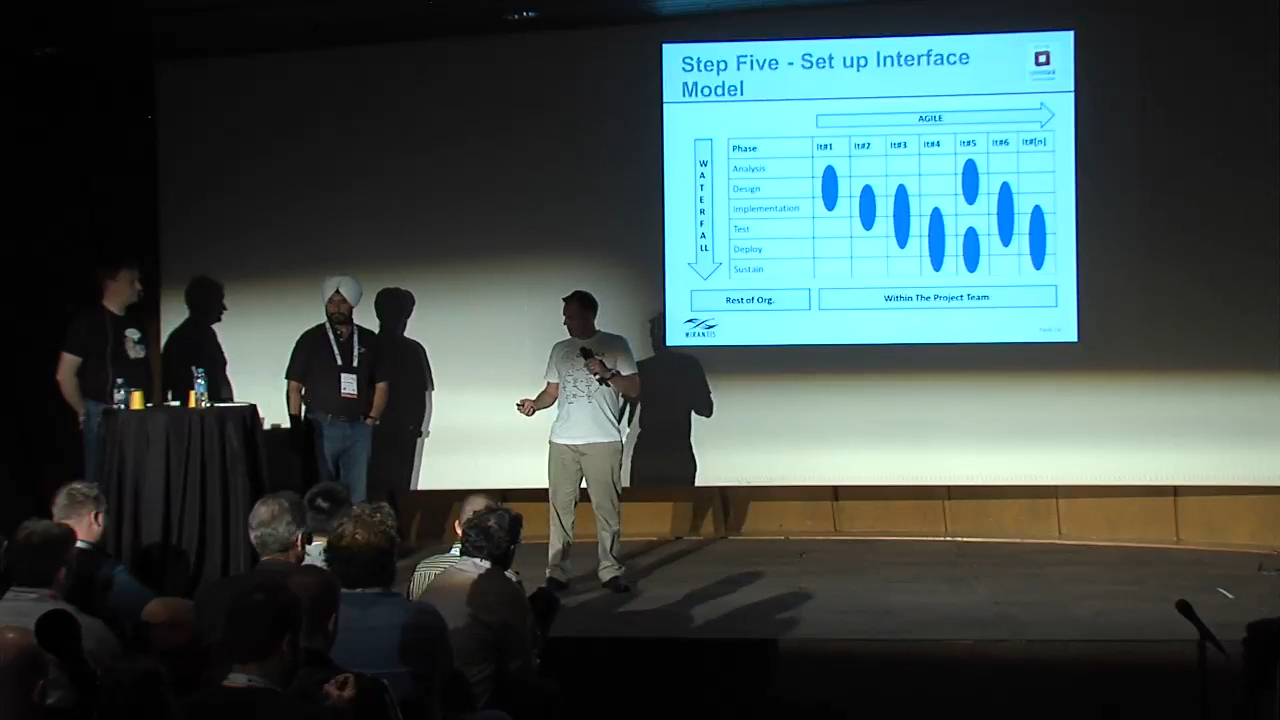 Step Five - Set up Interface
Model
AGILE
WATERFALL
Phase It#1 It#2 It#3 It#4 It#5 It#6 It#[n]
Analysis
Design
Implementation
Test
Deploy
Sustain
Rest of Org.
Within The Project Team
MIRANTIS